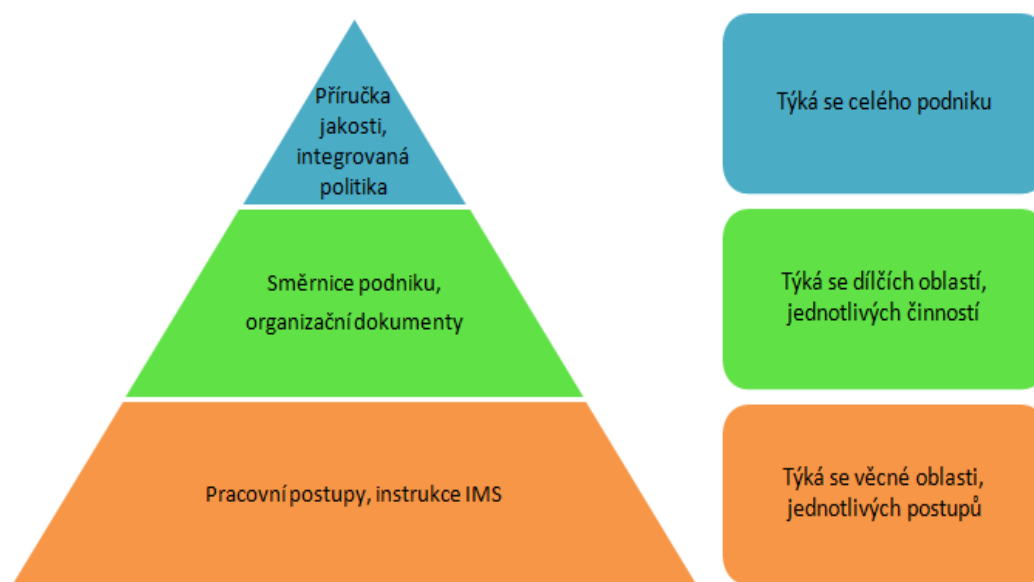 Příručka
jakosti,
integrovaná
politika
Týká se celého podniku
Směrnice podniku,
organizační dokumenty
Týká se dílčích oblastí,
jednotlivých činností
Pracovní postupy, instrukce IMS
Týká se věcné oblasti,
jednotlivých postupů